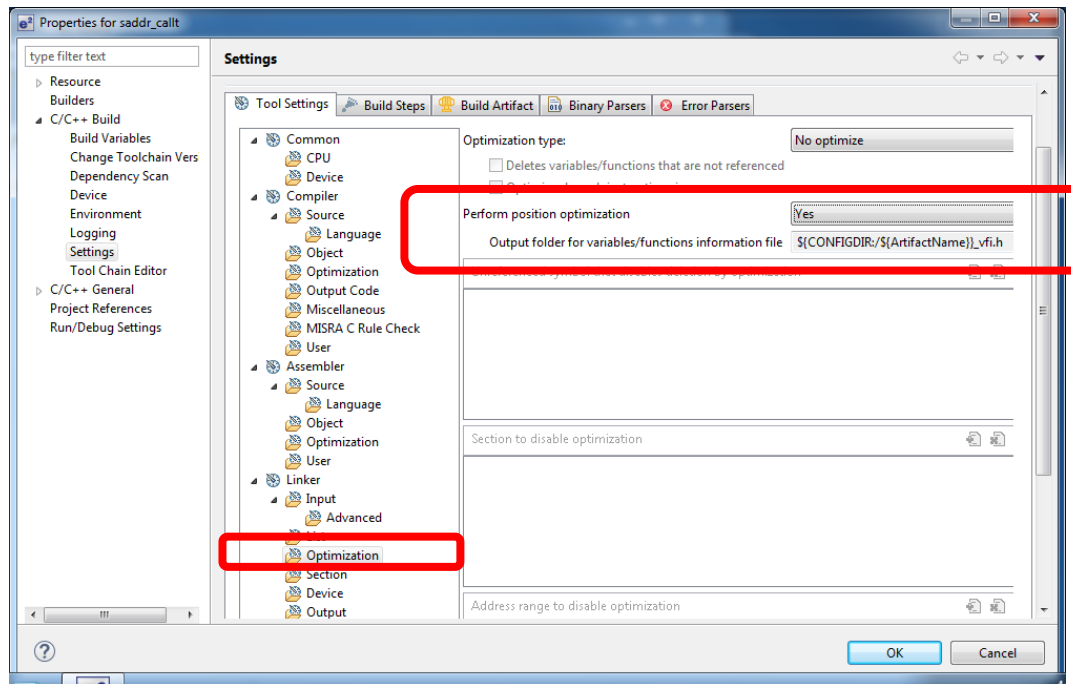 Properties for saddr_callt
type filter text
Resource
Builders
C/C++ Build
Build Variables
Change Toolchain Vers
Dependency Scan
Device
Environment
Logging
Settings
Tool Chain Editor
C/C++ General
Project References
Run/Debug Settings
Settings
Tool Settings
Build Steps
Build Artifact
Binary Parsers
Error Parsers
Common
CPU
Device
Compiler
Source
Language
Object
Optimization
Output Code
Miscellaneous
MISRA C Rule Check
User
Assembler
Source
Language
Object
Optimization
User
Linker
Input
Advanced
Optimization
Section
Device
Output
Optimization type:
No optimize
Deletes variables/functions that are not referenced
Perform position optimization
Yes
Output folder for variables/functions information file
${CONFIGDIR:/${ArtifactName}}_vfi.h
Section to disable optimization
Address range to disable optimization
OK
Cancel